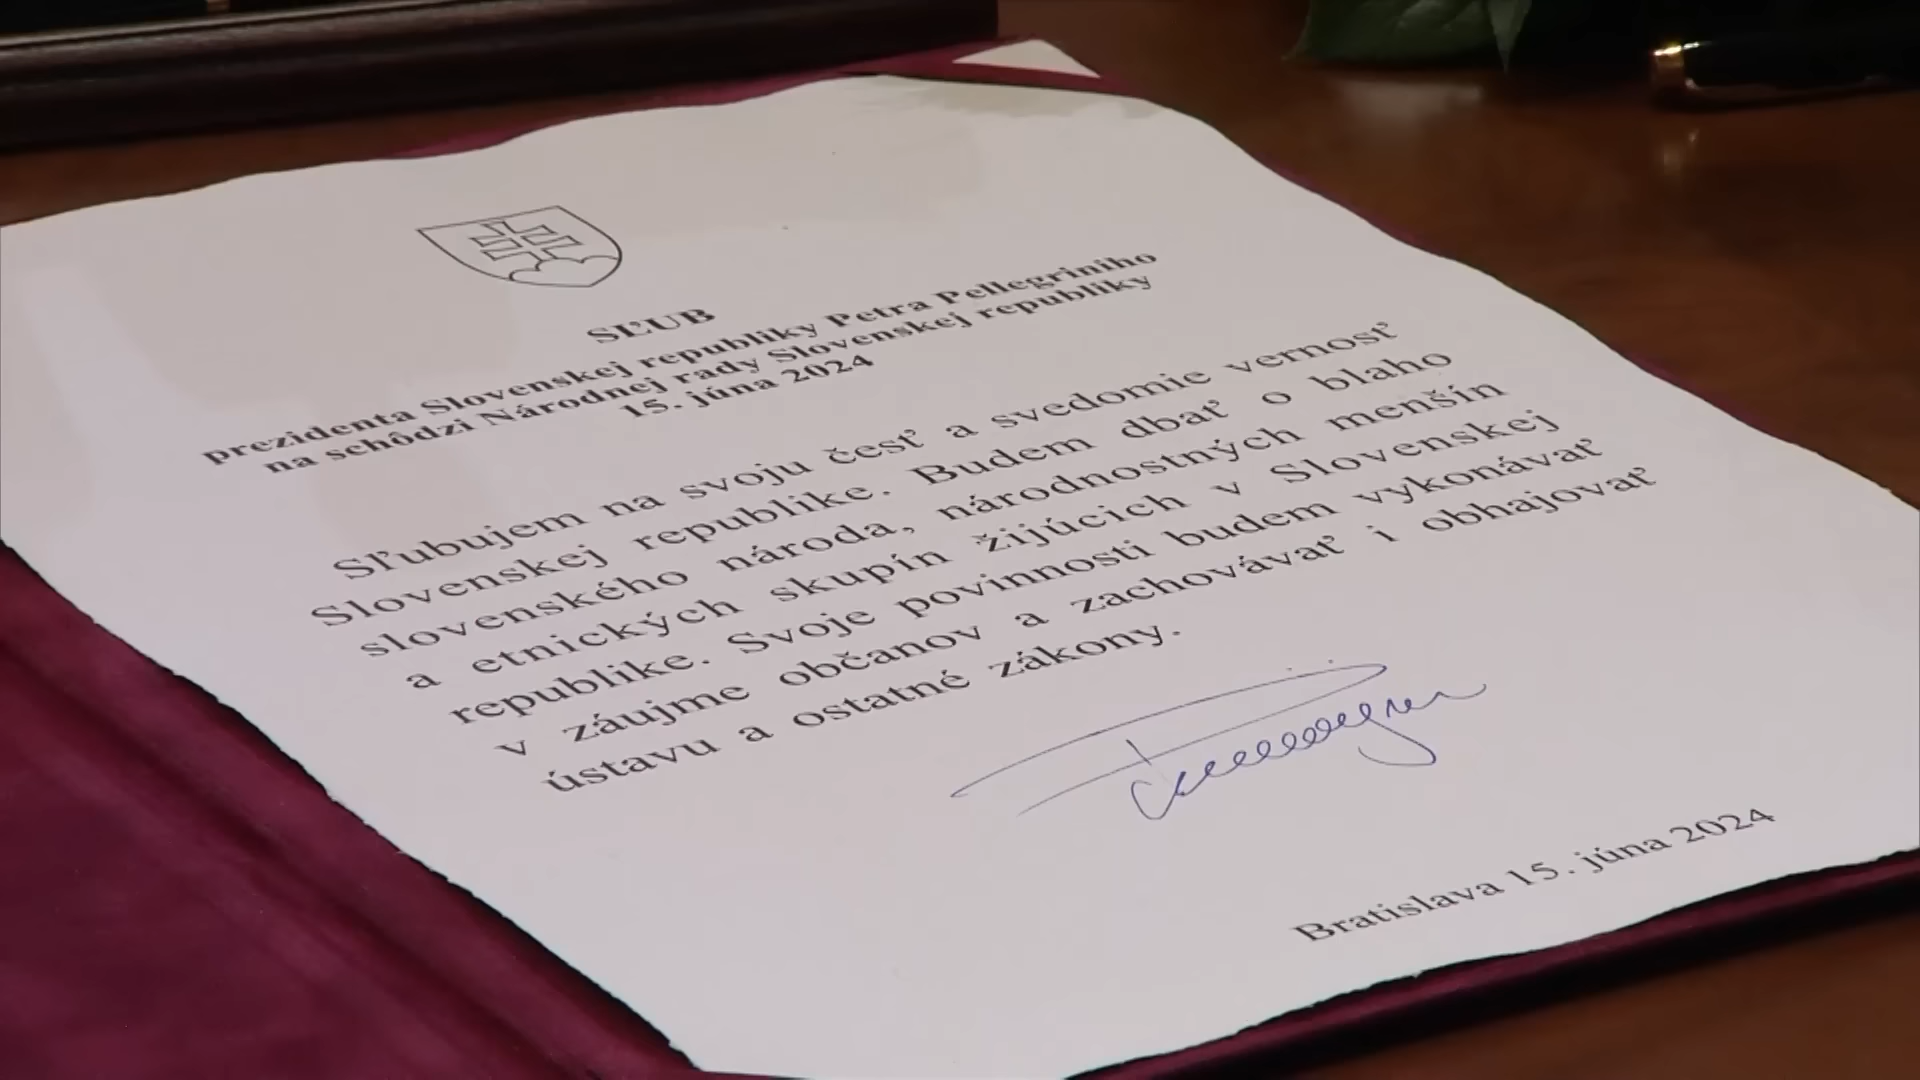 SĽUB
prezidenta Slovenskej republiky Petra Pellegriniho
na schôdzi Národnej rady Slovenskej republiky
15. júna 2024
Sľubujem na svoju česť a svedomie vernosť
Slovenskej republike. Budem dbať o blaho
slovenského národa, národnostných menšín
a etnických skupín žijúcich v Slovenskej
republike. Svoje povinnosti budem vykonávať
v záujme občanov a zachovávať i obhajovať
ústavu a ostatné zákony.
Bratislava 15. júna 2024